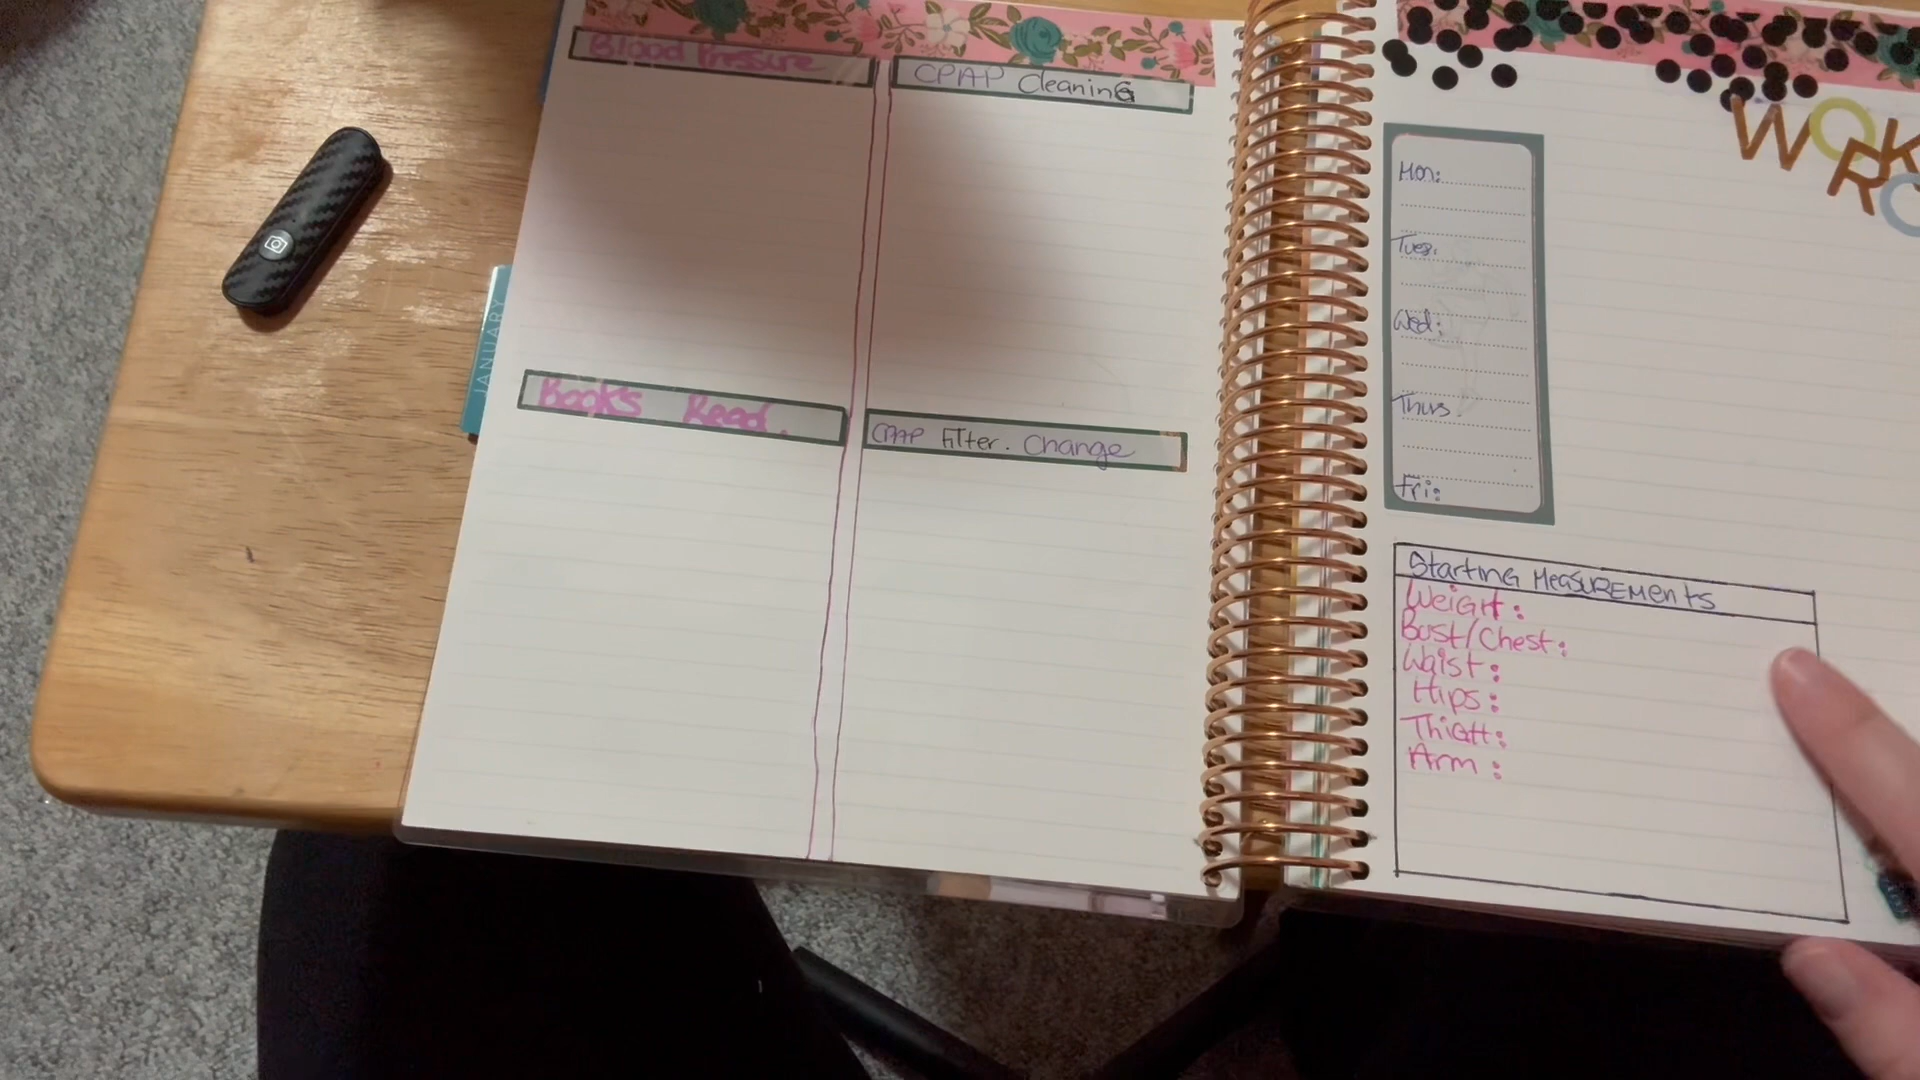 Blood Pressure
CPAP Cleaning
JANUARY
Books Read.
CPAP Filter. Change
WORK
O
Mon:
Tues.
Wed:
Thurs.
Fri:
Starting MeasuREMEnts
Weight:
Bust/Chest:
Waist:
Hips:
Thigh:
Arm: